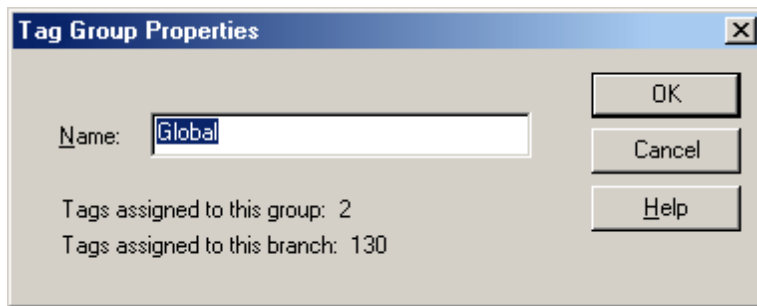 Tag Group Properties
OK
Name: Global
Cancel
Help
Tags assigned to this group: 2
Tags assigned to this branch: 130